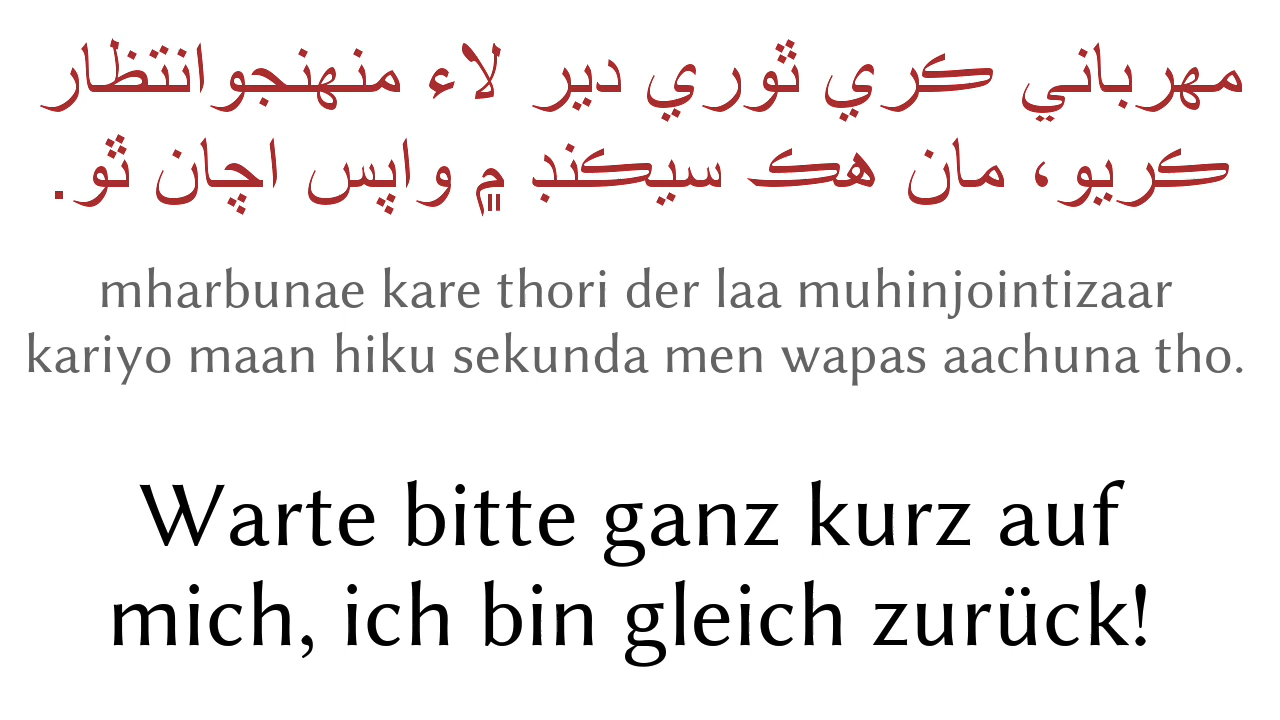 مهرباني ڪري ٿوري دير لاءِ منهنجوانتظار
ڪريو، مان هڪ سيڪنڊ ۾ واپس اچان ٿو.
mharbunae kare thori der laa muhinjointizaar
kariyo maan hiku sekunda men wapas aachuna tho.
Warte bitte ganz kurz auf
mich, ich bin gleich zurück!